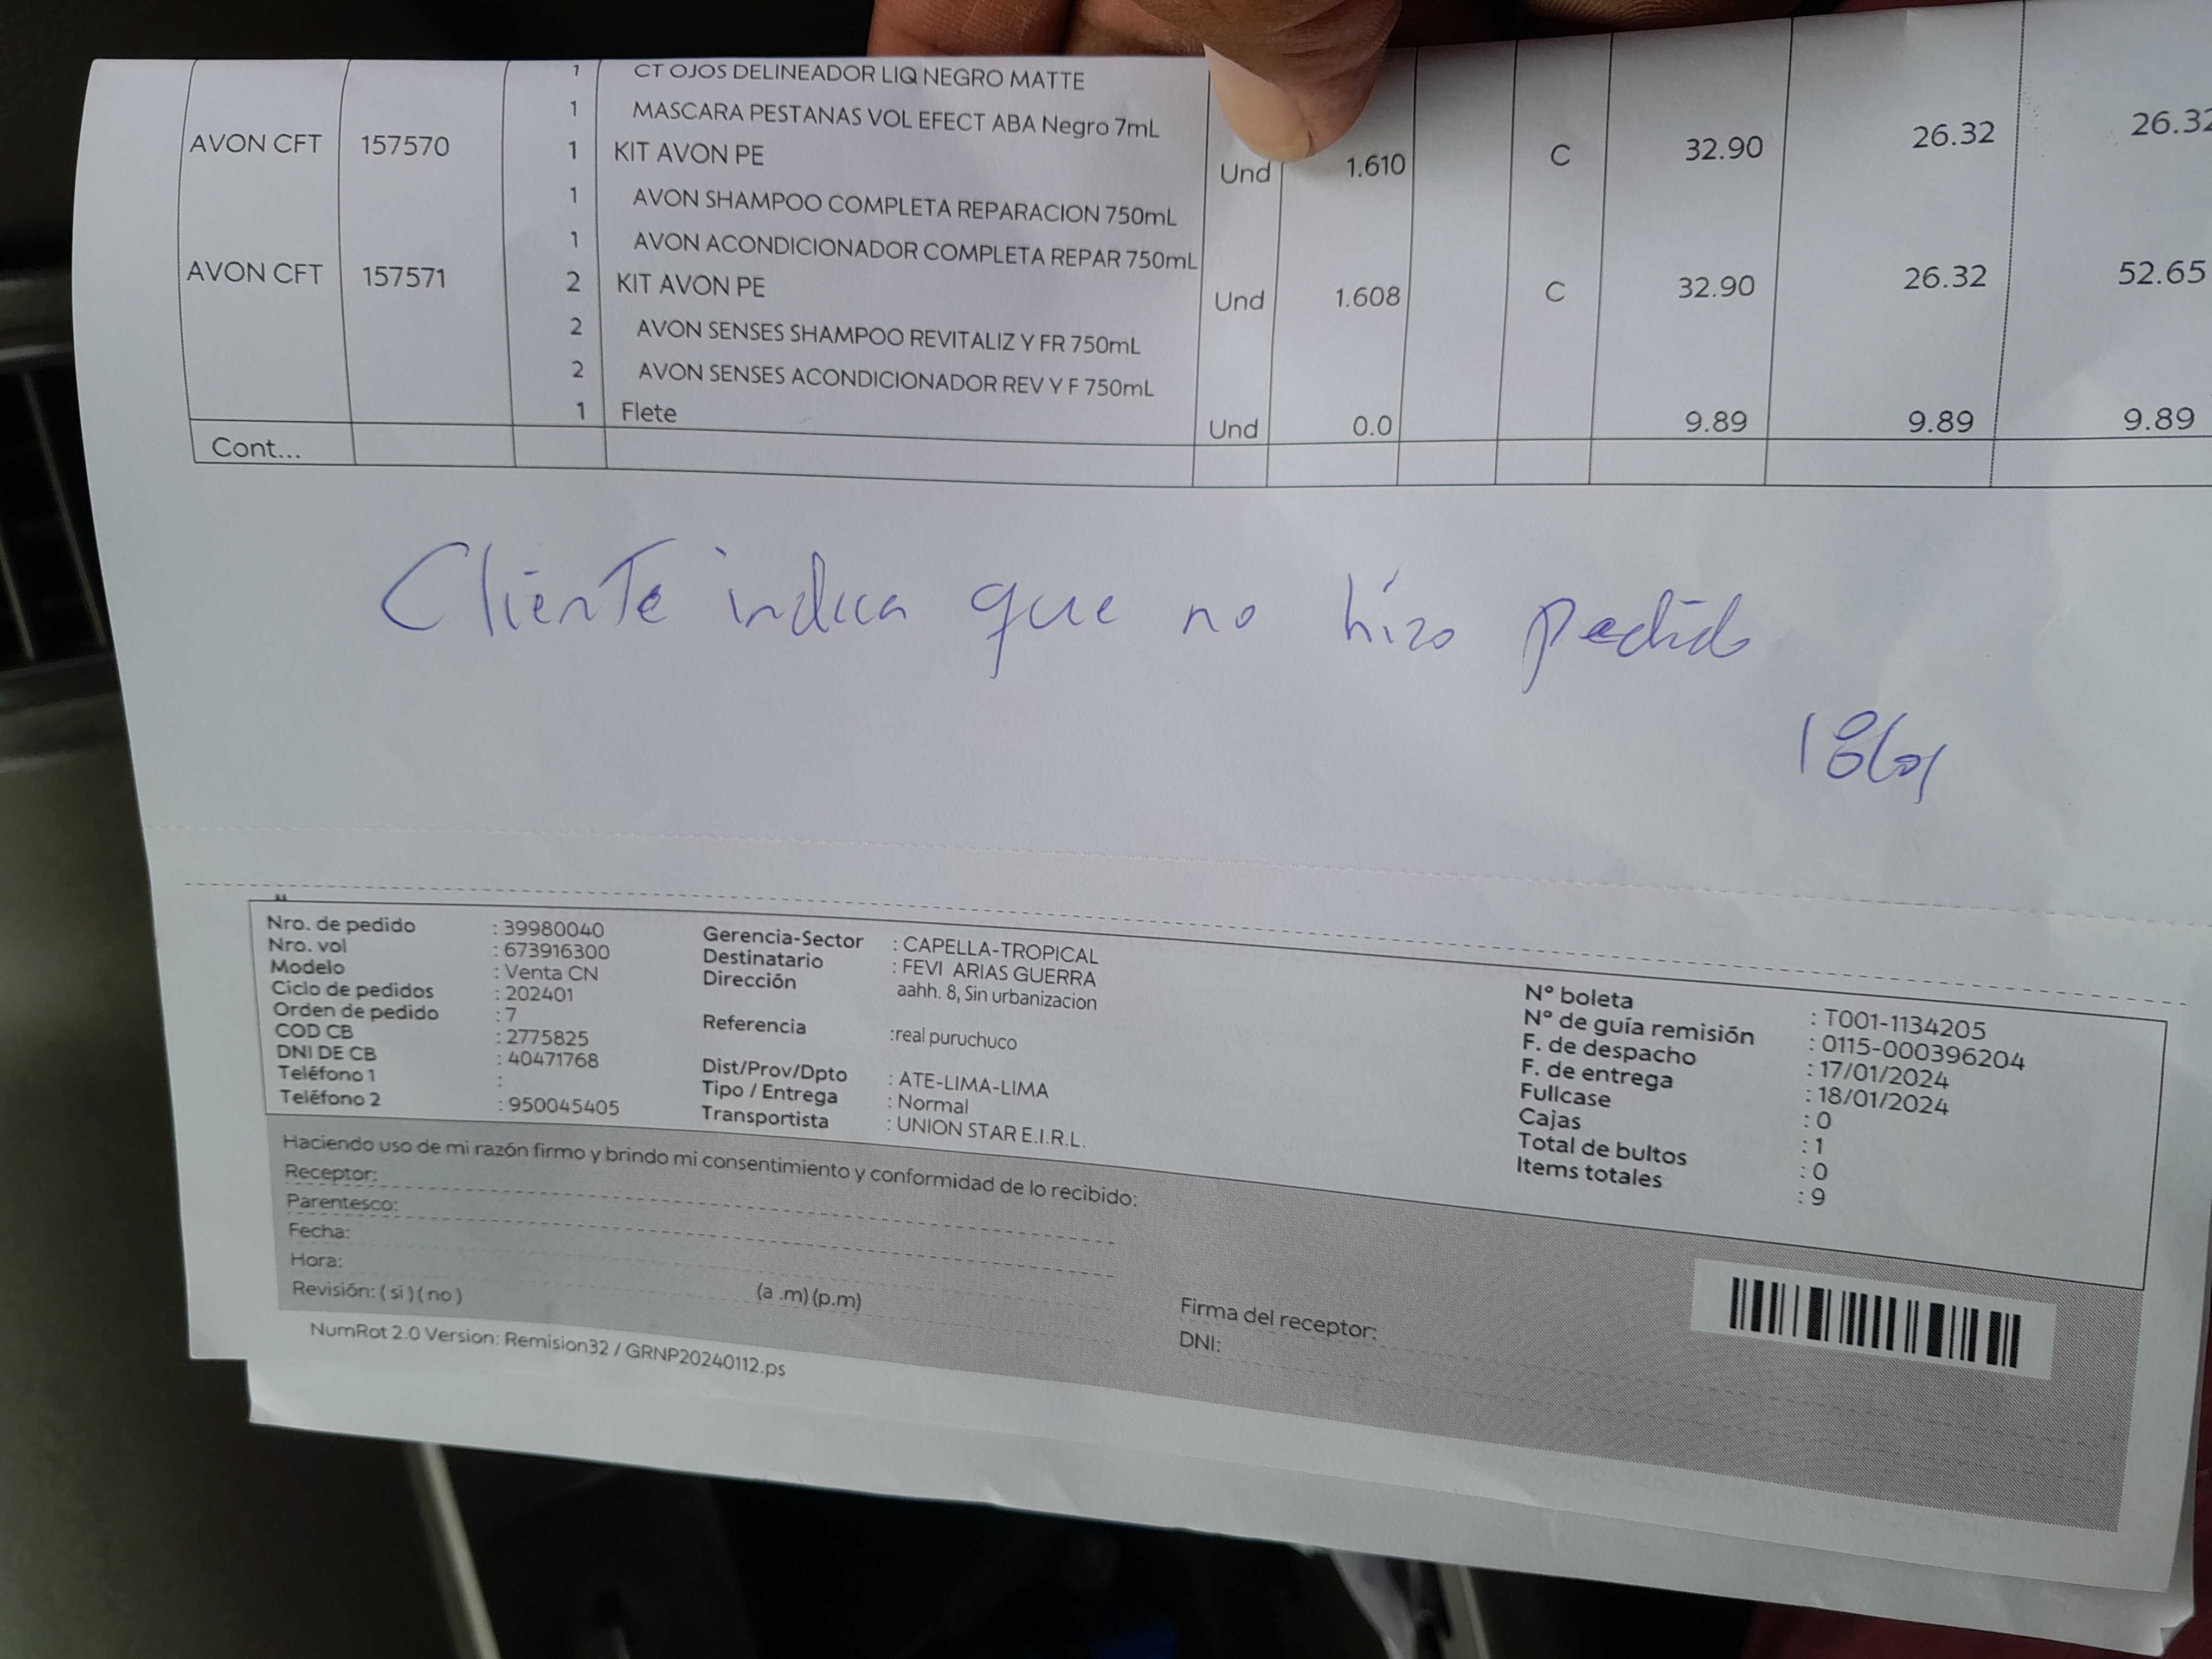 1 CT OJOS DELINEADOR LIQ NEGRO MATTE
1 MASCARA PESTANAS VOL EFECT ABA Negro 7mL
AVON CFT 157570 1 KIT AVON PE Und 1.610 C 32.90 26.32 26.32
1 AVON SHAMPOO COMPLETA REPARACION 750mL
1 AVON ACONDICIONADOR COMPLETA REPAR 750mL
AVON CFT 157571 2 KIT AVON PE Und 1.608 C 32.90 26.32 52.65
2 AVON SENSES SHAMPOO REVITALIZ Y FR 750mL
2 AVON SENSES ACONDICIONADOR REV Y F 750mL
1 Flete Und 0.0 9.89 9.89 9.89
Cont...
Cliente indica que no hizo pedido
18/01
Nro. de pedido : 39980040
Nro. vol : 673916300
Modelo : Venta CN
Ciclo de pedidos : 202401
Orden de pedido : 7
COD CB : 2775825
DNI DE CB : 40471768
Teléfono 1 :
Teléfono 2 : 950045405
Gerencia-Sector : CAPELLA-TROPICAL
Destinatario : FEVI ARIAS GUERRA
Dirección aahh. 8, Sin urbanizacion
Referencia :real puruchuco
Dist/Prov/Dpto : ATE-LIMA-LIMA
Tipo / Entrega : Normal
Transportista : UNION STAR E.I.R.L.
N° boleta : T001-1134205
N° de guía remisión : 0115-000396204
F. de despacho : 17/01/2024
F. de entrega : 18/01/2024
Fullcase : 0
Cajas : 1
Total de bultos : 0
Items totales : 9
Haciendo uso de mi razón firmo y brindo mi consentimiento y conformidad de lo recibido:
Receptor:
Parentesco:
Fecha:
Hora: (a .m) (p.m)
Revisión: ( si ) ( no )
Firma del receptor:
DNI:
NumRot 2.0 Version: Remision32 / GRNP20240112.ps